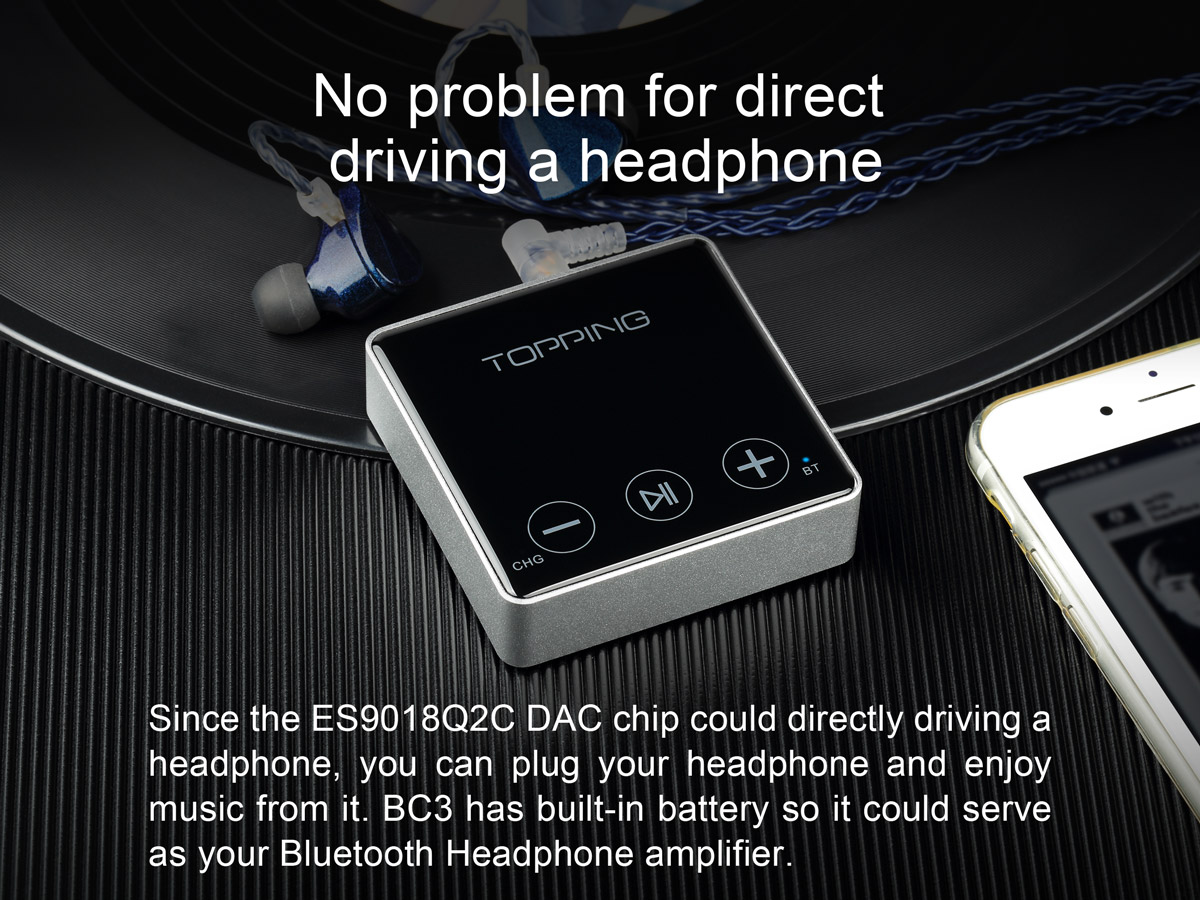 No problem for direct
driving a headphone
TOPPING
BT
CHG
Since the ES9018Q2C DAC chip could directly driving a
headphone, you can plug your headphone and enjoy
music from it. BC3 has built-in battery so it could serve
as your Bluetooth Headphone amplifier.